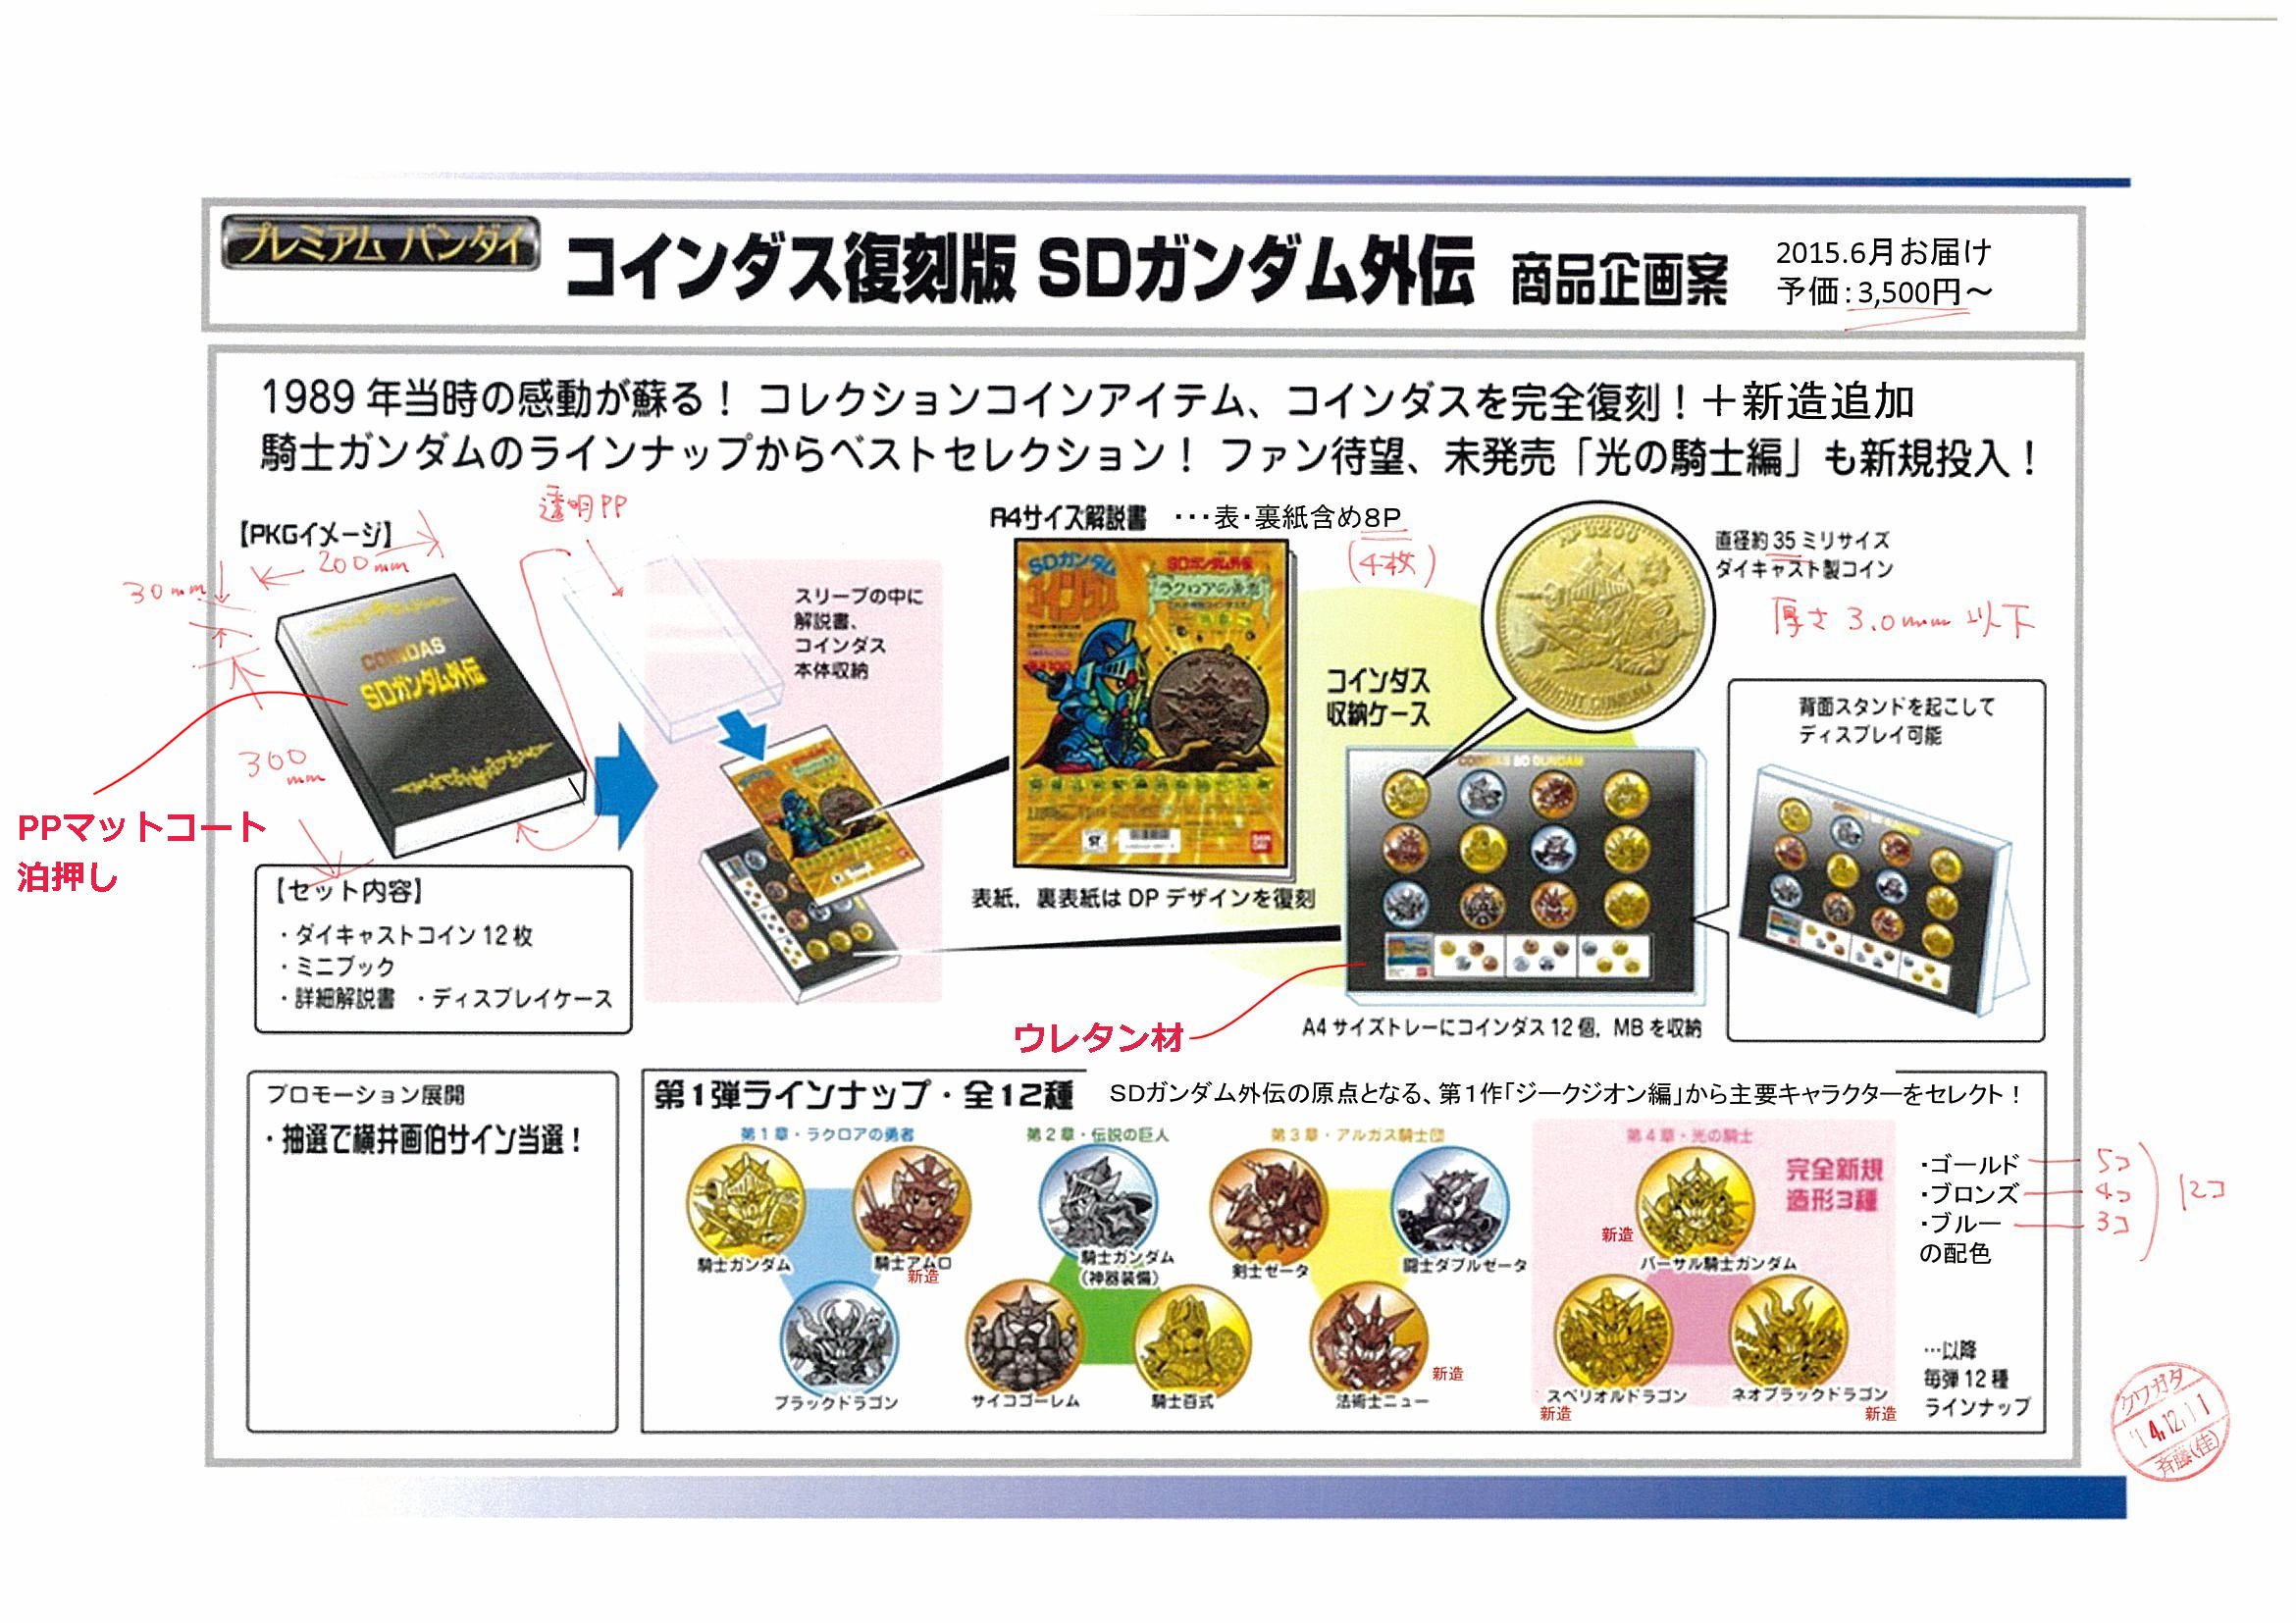 プレミアム バンダイ
コインダス復刻版 SDガンダム外伝 商品企画案
2015.6月お届け
予価：3,500円～
1989年当時の感動が蘇る！ コレクションコインアイテム、コインダスを完全復刻！＋新造追加
騎士ガンダムのラインナップからベストセレクション！ ファン待望、未発売「光の騎士編」も新規投入！
【PKGイメージ】
透明PP
200mm
30mm
300mm
COINDAS
SDガンダム外伝
PPマットコート
泊押し
スリーブの中に
解説書、
コインダス
本体収納
A4サイズ解説書 ・・・表・裏紙含め8P
(4枚)
SDガンダム
コインダス
SDガンダム外伝
ラクロアの勇者
表紙，裏表紙はDPデザインを復刻
HP 3200
KNIGHT GUNDAM
直径約35ミリサイズ
ダイキャスト製コイン
厚さ 3.0mm 以下
コインダス
収納ケース
COINDAS SD GUNDAM
A4サイズトレーにコインダス12個，MBを収納
ウレタン材
背面スタンドを起こして
ディスプレイ可能
【セット内容】
・ダイキャストコイン12枚
・ミニブック
・詳細解説書 ・ディスプレイケース
プロモーション展開
・抽選で横井画伯サイン当選！
第1弾ラインナップ・全12種
SDガンダム外伝の原点となる、第1作「ジークジオン編」から主要キャラクターをセレクト！
第1章・ラクロアの勇者
第2章・伝説の巨人
第3章・アルガス騎士団
第4章・光の騎士
完全新規
造形3種
騎士ガンダム
騎士アムロ
新造
ブラックドラゴン
騎士ガンダム
（神器装備）
サイコゴーレム
騎士百式
剣士ゼータ
闘士ダブルゼータ
法術士ニュー
新造
バーサル騎士ガンダム
新造
スペリオルドラゴン
新造
ネオブラックドラゴン
新造
・ゴールド 5コ
・ブロンズ 4コ
・ブルー 3コ
の配色
12コ
…以降
毎弾12種
ラインナップ
クワガタ
'14.12.11
斉藤(佳)